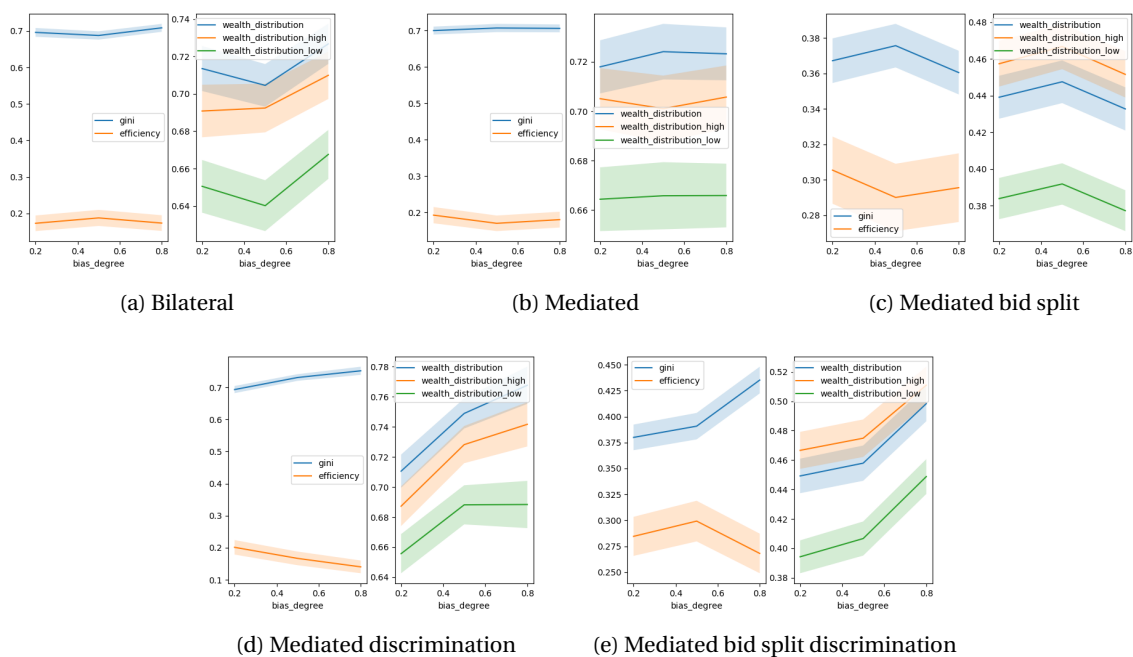 0.7
0.6
0.5
0.4
0.3
0.2
gini
efficiency
0.2 0.4 0.6 0.8
bias_degree
0.74
0.72
0.70
0.68
0.66
0.64
wealth_distribution
wealth_distribution_high
wealth_distribution_low
0.2 0.4 0.6 0.8
bias_degree
(a) Bilateral
0.7
0.6
0.5
0.4
0.3
0.2
gini
efficiency
0.2 0.4 0.6 0.8
bias_degree
0.72
0.70
0.68
0.66
wealth_distribution
wealth_distribution_high
wealth_distribution_low
0.2 0.4 0.6 0.8
bias_degree
(b) Mediated
0.38
0.36
0.34
0.32
0.30
0.28
gini
efficiency
0.2 0.4 0.6 0.8
bias_degree
0.48
0.46
0.44
0.42
0.40
0.38
wealth_distribution
wealth_distribution_high
wealth_distribution_low
0.2 0.4 0.6 0.8
bias_degree
(c) Mediated bid split
0.7
0.6
0.5
0.4
0.3
0.2
0.1
gini
efficiency
0.2 0.4 0.6 0.8
bias_degree
0.78
0.76
0.74
0.72
0.70
0.68
0.66
0.64
wealth_distribution
wealth_distribution_high
wealth_distribution_low
0.2 0.4 0.6 0.8
bias_degree
(d) Mediated discrimination
0.450
0.425
0.400
0.375
0.350
0.325
0.300
0.275
0.250
gini
efficiency
0.2 0.4 0.6 0.8
bias_degree
0.52
0.50
0.48
0.46
0.44
0.42
0.40
0.38
wealth_distribution
wealth_distribution_high
wealth_distribution_low
0.2 0.4 0.6 0.8
bias_degree
(e) Mediated bid split discrimination